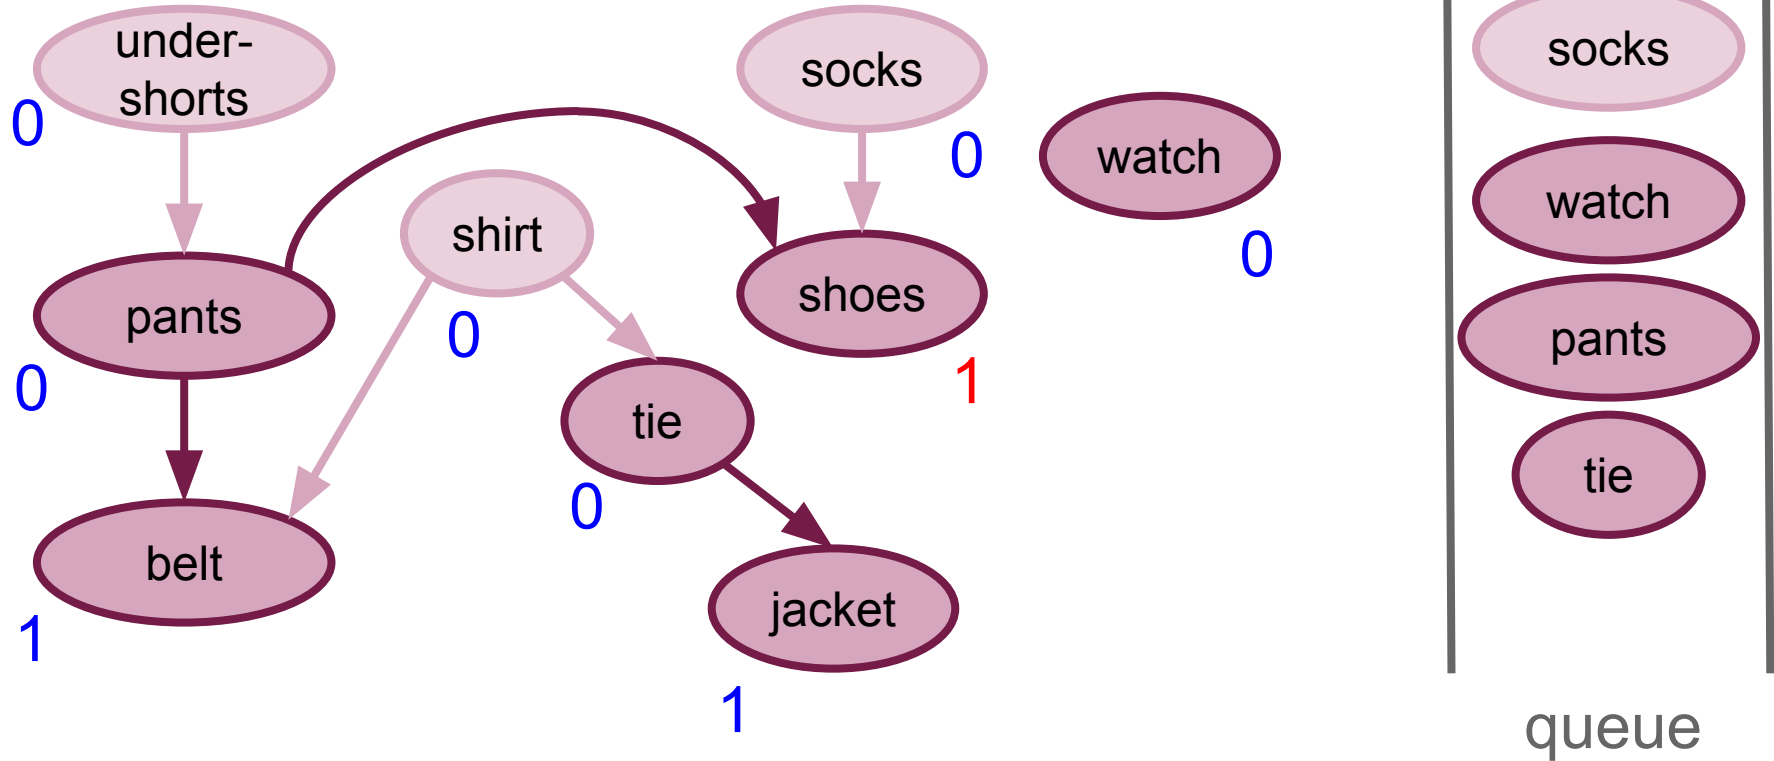 under-
shorts
0
socks
0
watch
0
shirt
0
pants
0
shoes
1
tie
0
belt
1
jacket
1
socks
watch
pants
tie
queue